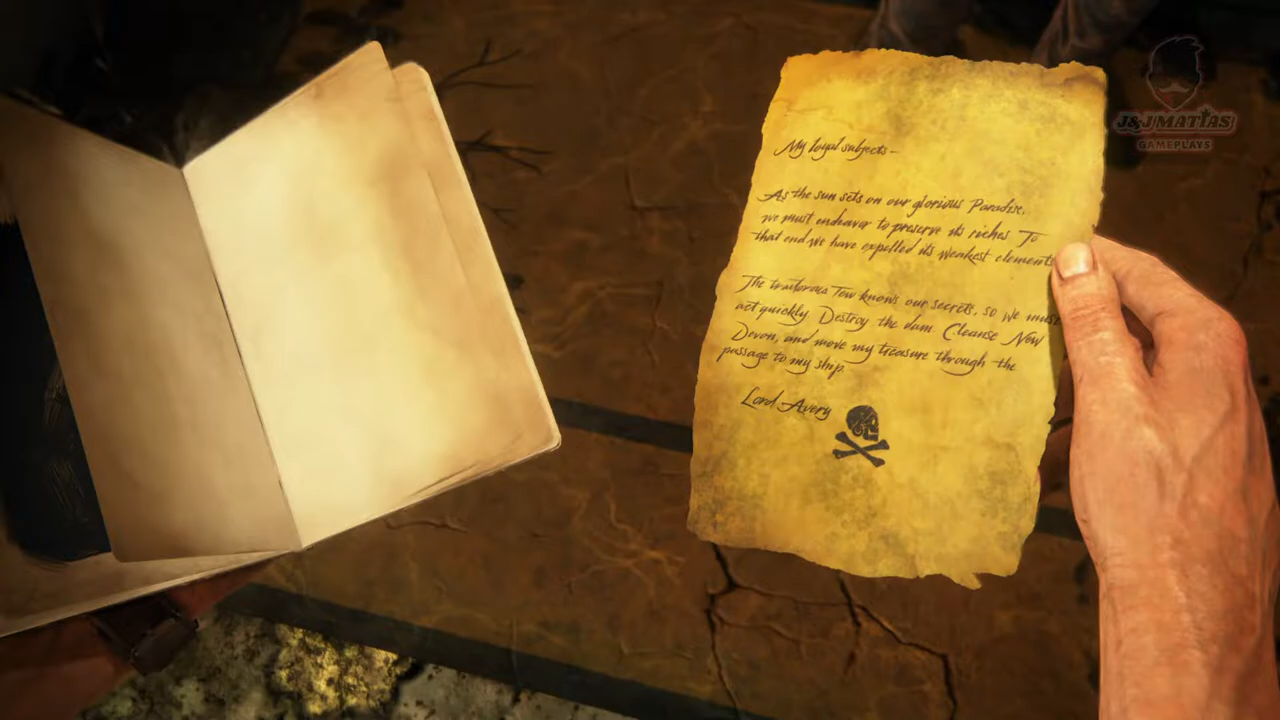 My loyal subjects -
As the sun sets on our glorious Paradise,
we must endeavor to preserve its riches To
that end we have expelled its weakest elements
The traitorous Tew knows our secrets, so we must
act quickly. Destroy the dam. Cleanse New
Devon, and move my treasure through the
passage to my ship.
Lord Avery
J&J MATÍAS
GAMEPLAYS